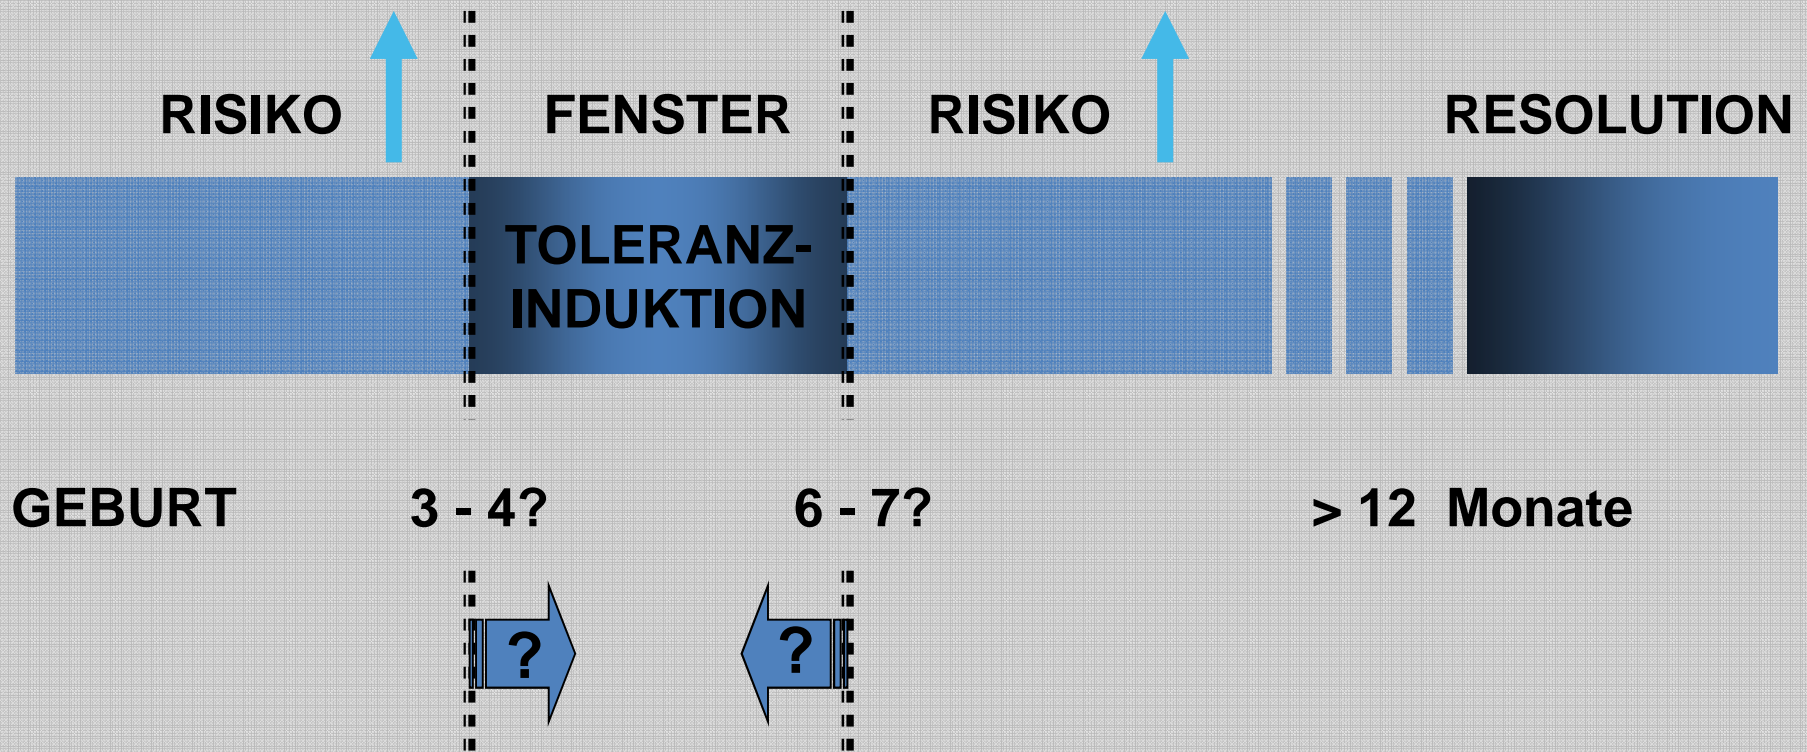 RISIKO FENSTER RISIKO RESOLUTION
TOLERANZ-
INDUKTION
GEBURT 3 - 4? 6 - 7? > 12 Monate
? ?